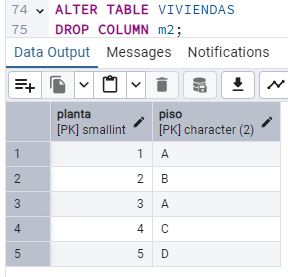 74 ALTER TABLE VIVIENDAS
75 DROP COLUMN m2;
Data Output Messages Notifications
planta piso
[PK] smallint [PK] character (2)
1 1 A
2 2 B
3 3 A
4 4 C
5 5 D